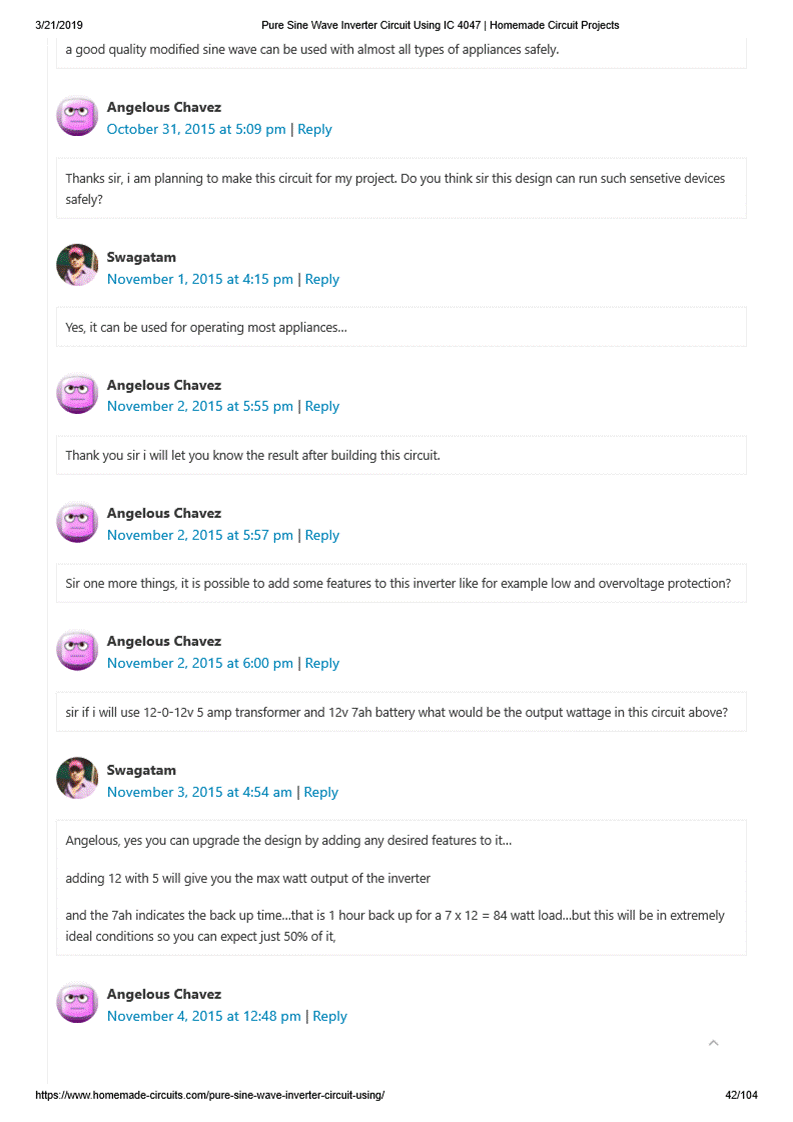 3/21/2019 Pure Sine Wave Inverter Circuit Using IC 4047 | Homemade Circuit Projects
a good quality modified sine wave can be used with almost all types of appliances safely.
Angelous Chavez
October 31, 2015 at 5:09 pm | Reply
Thanks sir, i am planning to make this circuit for my project. Do you think sir this design can run such sensetive devices
safely?
Swagatam
November 1, 2015 at 4:15 pm | Reply
Yes, it can be used for operating most appliances...
Angelous Chavez
November 2, 2015 at 5:55 pm | Reply
Thank you sir i will let you know the result after building this circuit.
Angelous Chavez
November 2, 2015 at 5:57 pm | Reply
Sir one more things, it is possible to add some features to this inverter like for example low and overvoltage protection?
Angelous Chavez
November 2, 2015 at 6:00 pm | Reply
sir if i will use 12-0-12v 5 amp transformer and 12v 7ah battery what would be the output wattage in this circuit above?
Swagatam
November 3, 2015 at 4:54 am | Reply
Angelous, yes you can upgrade the design by adding any desired features to it...
adding 12 with 5 will give you the max watt output of the inverter
and the 7ah indicates the back up time...that is 1 hour back up for a 7 x 12 = 84 watt load...but this will be in extremely
ideal conditions so you can expect just 50% of it,
Angelous Chavez
November 4, 2015 at 12:48 pm | Reply
https://www.homemade-circuits.com/pure-sine-wave-inverter-circuit-using/ 42/104